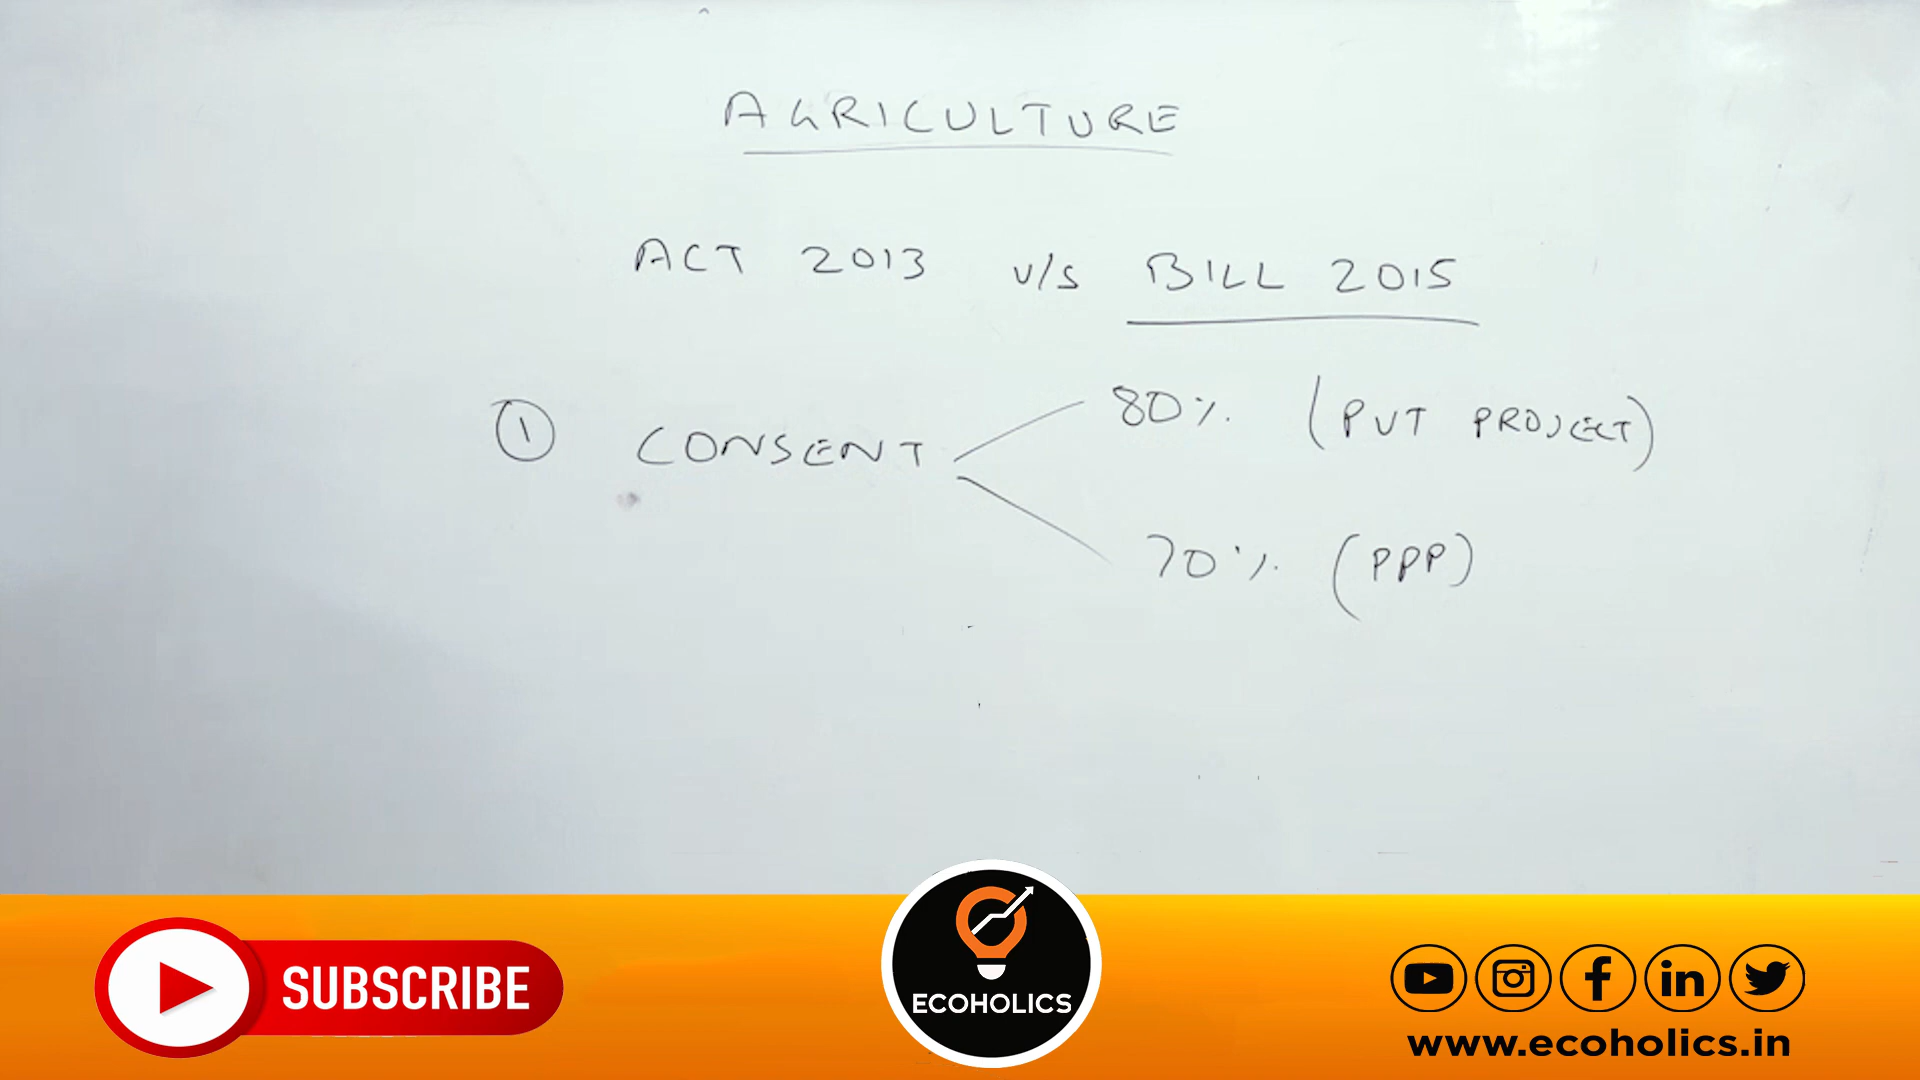 AGRICULTURE
ACT 2013 v/s BILL 2015
① CONSENT
80% (PVT PROJECT)
70% (PPP)
SUBSCRIBE
ECOHOLICS
www.ecoholics.in